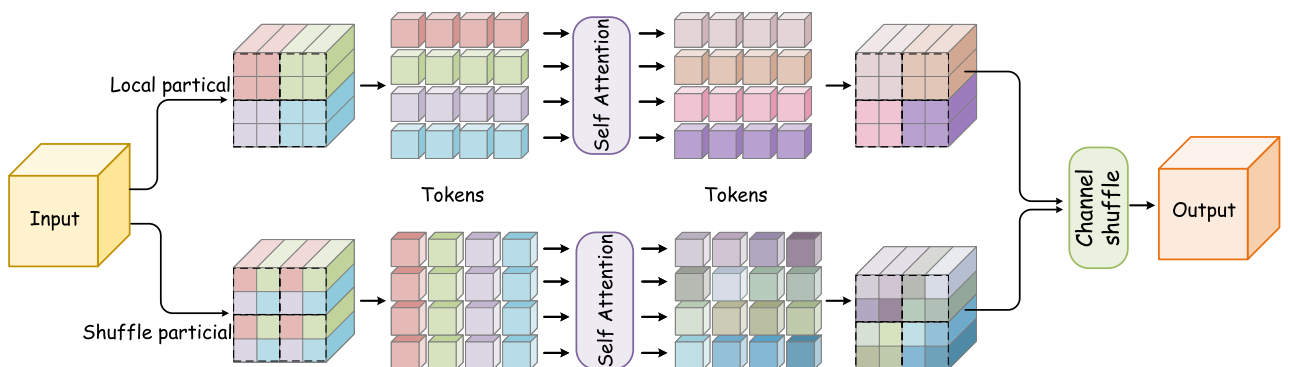 Local partical
Self Attention
Tokens
Tokens
Input
Channel
shuffle
Output
Shuffle particial
Self Attention